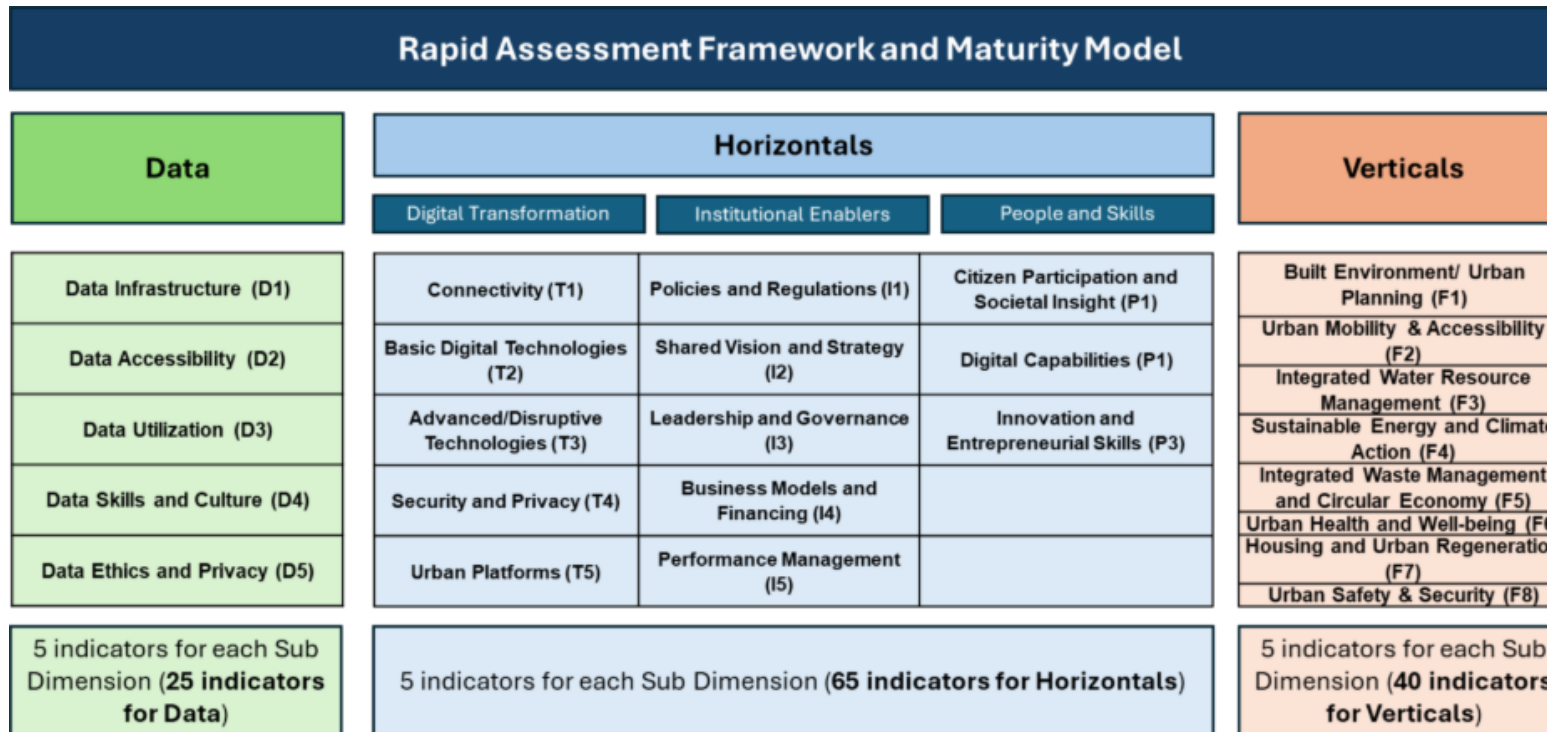 Rapid Assessment Framework and Maturity Model
Data
Data Infrastructure (D1)
Data Accessibility (D2)
Data Utilization (D3)
Data Skills and Culture (D4)
Data Ethics and Privacy (D5)
5 indicators for each Sub
Dimension (25 indicators
for Data)
Horizontals
Digital Transformation
Connectivity (T1)
Basic Digital Technologies
(T2)
Advanced/Disruptive
Technologies (T3)
Security and Privacy (T4)
Urban Platforms (T5)
Institutional Enablers
Policies and Regulations (I1)
Shared Vision and Strategy
(I2)
Leadership and Governance
(I3)
Business Models and
Financing (I4)
Performance Management
(I5)
People and Skills
Citizen Participation and
Societal Insight (P1)
Digital Capabilities (P1)
Innovation and
Entrepreneurial Skills (P3)
5 indicators for each Sub Dimension (65 indicators for Horizontals)
Verticals
Built Environment/ Urban
Planning (F1)
Urban Mobility & Accessibility
(F2)
Integrated Water Resource
Management (F3)
Sustainable Energy and Climate
Action (F4)
Integrated Waste Management
and Circular Economy (F5)
Urban Health and Well-being (F6
Housing and Urban Regeneratio
(F7)
Urban Safety & Security (F8)
5 indicators for each Sub
Dimension (40 indicators
for Verticals)